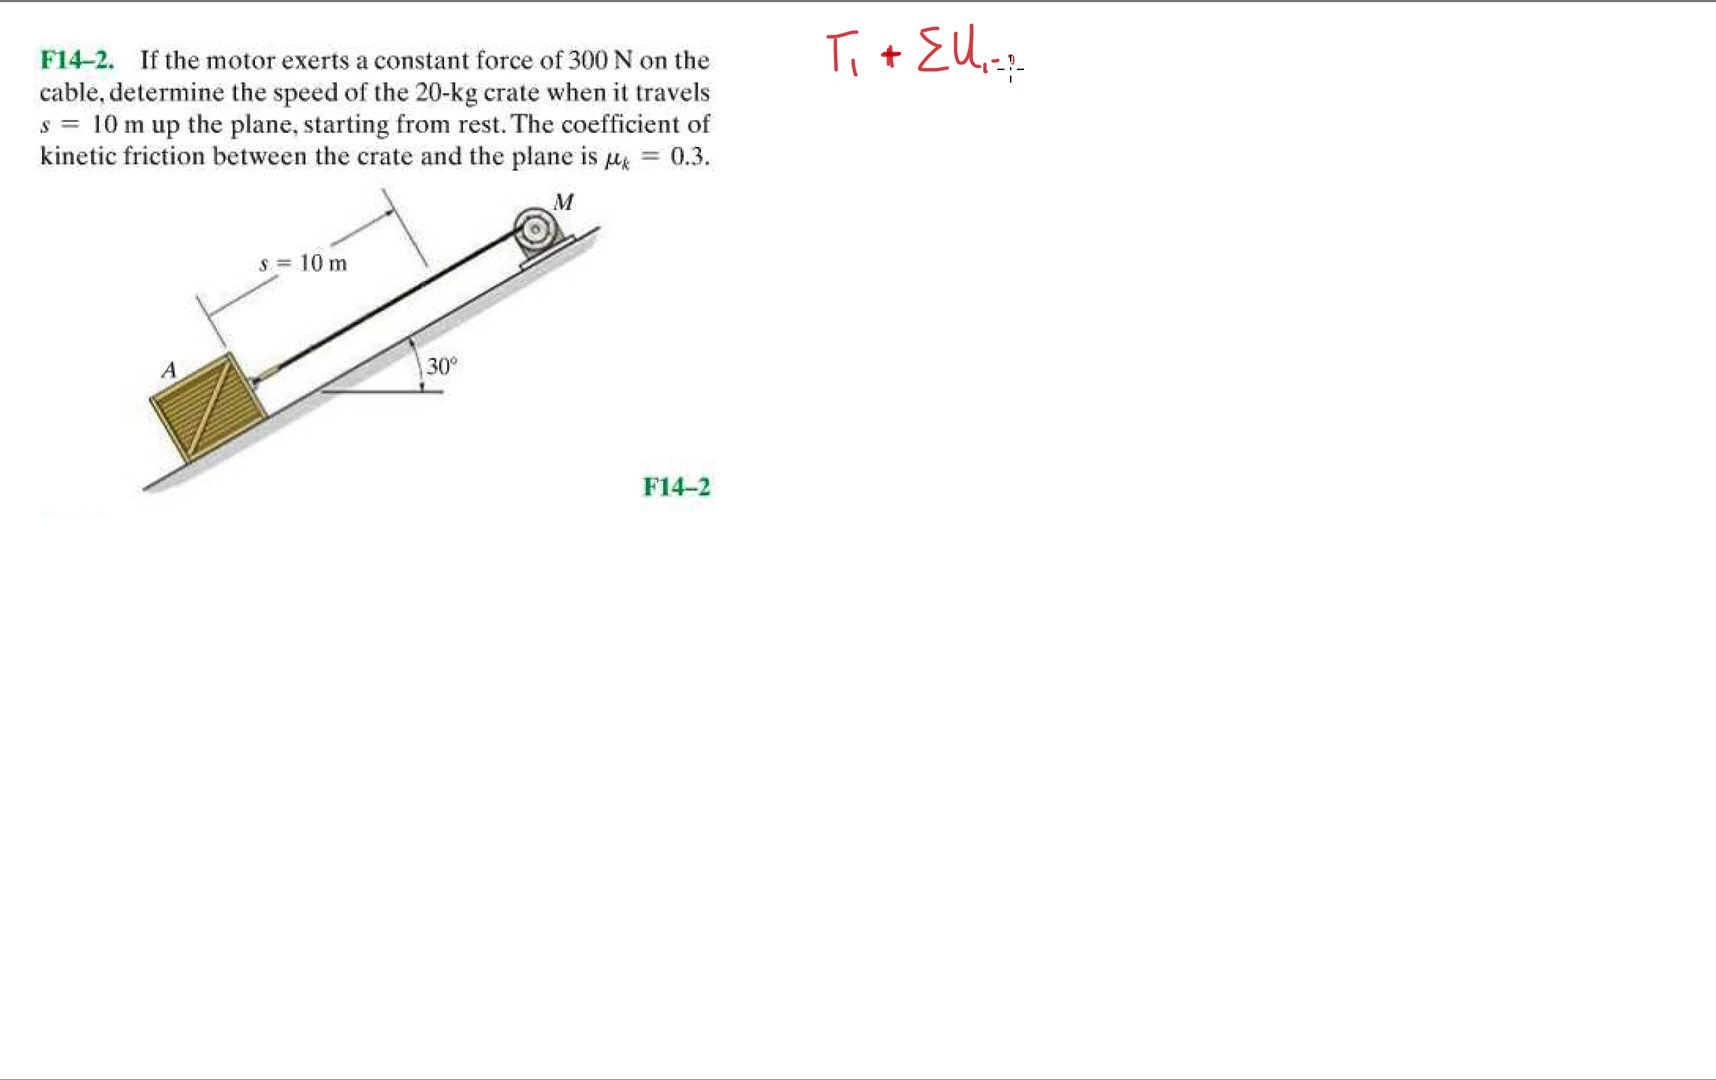 F14–2. If the motor exerts a constant force of 300 N on the
cable, determine the speed of the 20-kg crate when it travels
s = 10 m up the plane, starting from rest. The coefficient of
kinetic friction between the crate and the plane is μₖ = 0.3.
T₁ + ΣU₁₋
M
s = 10 m
A
30°
F14–2